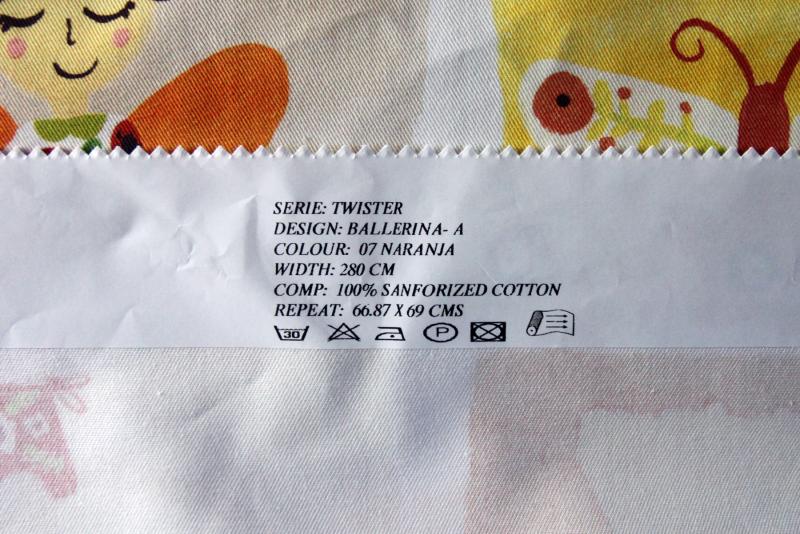 SERIE: TWISTER
DESIGN: BALLERINA- A
COLOUR: 07 NARANJA
WIDTH: 280 CM
COMP: 100% SANFORIZED COTTON
REPEAT: 66.87 X 69 CMS
30 P